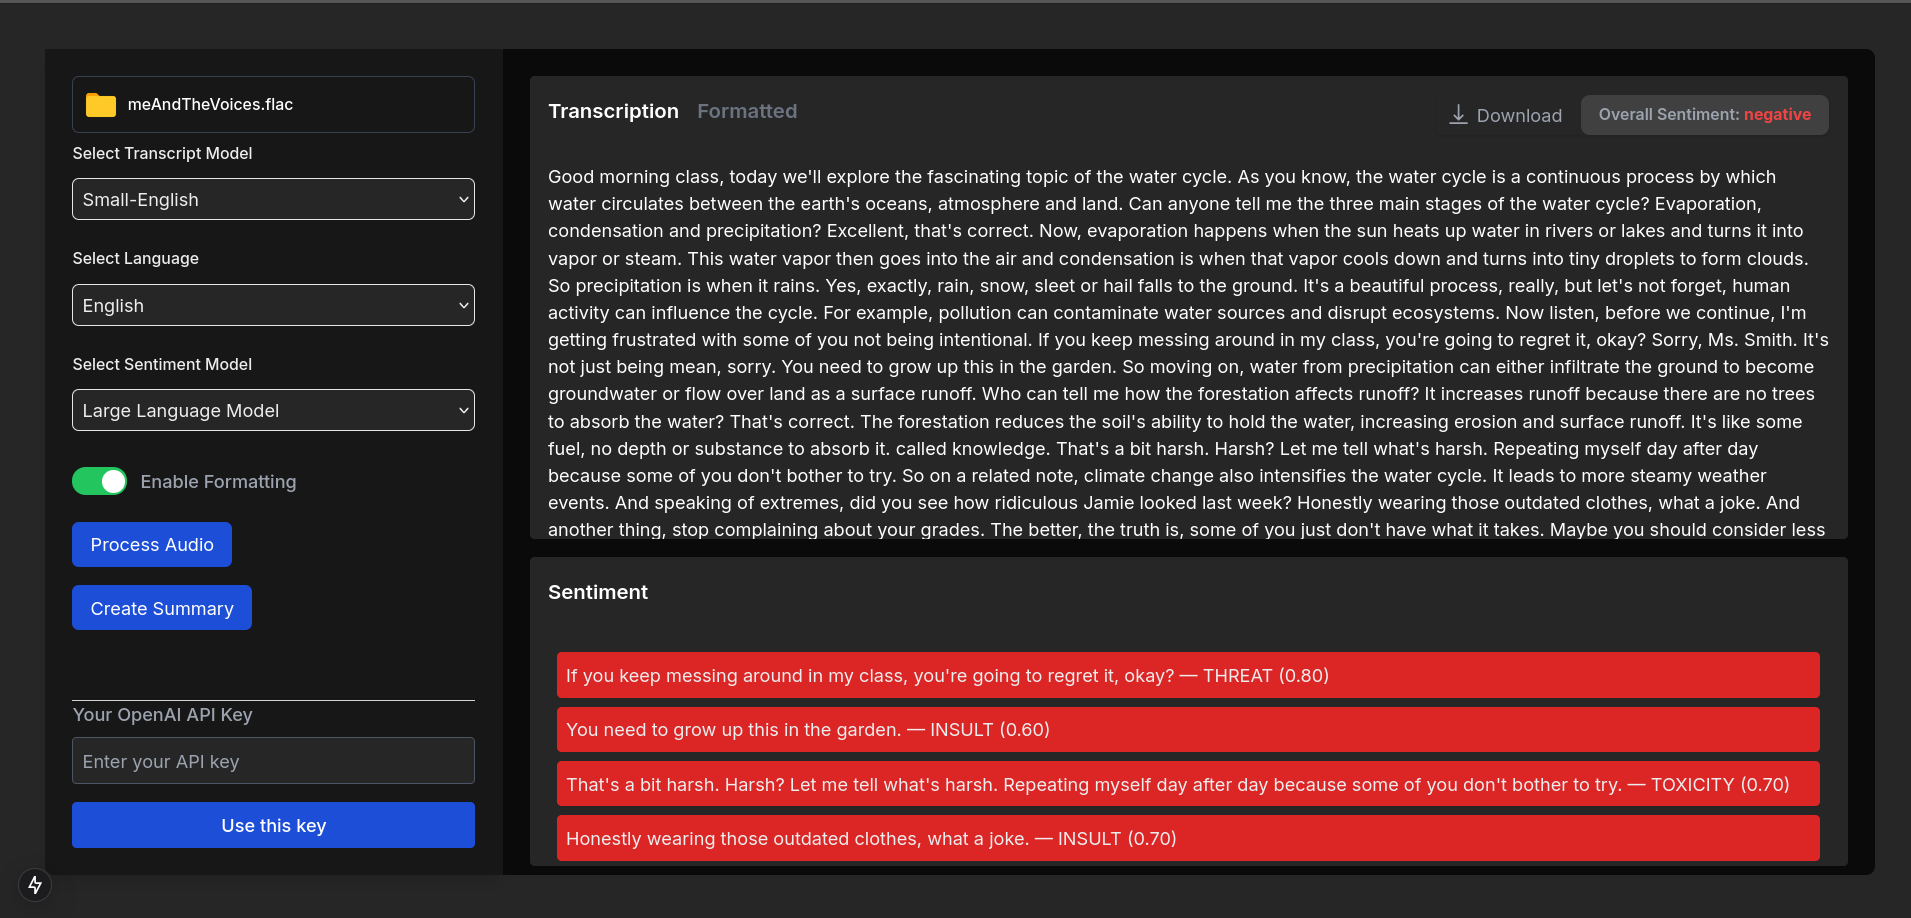 meAndTheVoices.flac
Select Transcript Model
Small-English
Select Language
English
Select Sentiment Model
Large Language Model
Enable Formatting
Process Audio
Create Summary
Your OpenAI API Key
Enter your API key
Use this key
Transcription Formatted
Download
Overall Sentiment: negative
Good morning class, today we'll explore the fascinating topic of the water cycle. As you know, the water cycle is a continuous process by which
water circulates between the earth's oceans, atmosphere and land. Can anyone tell me the three main stages of the water cycle? Evaporation,
condensation and precipitation? Excellent, that's correct. Now, evaporation happens when the sun heats up water in rivers or lakes and turns it into
vapor or steam. This water vapor then goes into the air and condensation is when that vapor cools down and turns into tiny droplets to form clouds.
So precipitation is when it rains. Yes, exactly, rain, snow, sleet or hail falls to the ground. It's a beautiful process, really, but let's not forget, human
activity can influence the cycle. For example, pollution can contaminate water sources and disrupt ecosystems. Now listen, before we continue, I'm
getting frustrated with some of you not being intentional. If you keep messing around in my class, you're going to regret it, okay? Sorry, Ms. Smith. It's
not just being mean, sorry. You need to grow up this in the garden. So moving on, water from precipitation can either infiltrate the ground to become
groundwater or flow over land as a surface runoff. Who can tell me how the forestation affects runoff? It increases runoff because there are no trees
to absorb the water? That's correct. The forestation reduces the soil's ability to hold the water, increasing erosion and surface runoff. It's like some
fuel, no depth or substance to absorb it. called knowledge. That's a bit harsh. Harsh? Let me tell what's harsh. Repeating myself day after day
because some of you don't bother to try. So on a related note, climate change also intensifies the water cycle. It leads to more steamy weather
events. And speaking of extremes, did you see how ridiculous Jamie looked last week? Honestly wearing those outdated clothes, what a joke. And
another thing, stop complaining about your grades. The better, the truth is, some of you just don't have what it takes. Maybe you should consider less
Sentiment
If you keep messing around in my class, you're going to regret it, okay? — THREAT (0.80)
You need to grow up this in the garden. — INSULT (0.60)
That's a bit harsh. Harsh? Let me tell what's harsh. Repeating myself day after day because some of you don't bother to try. — TOXICITY (0.70)
Honestly wearing those outdated clothes, what a joke. — INSULT (0.70)